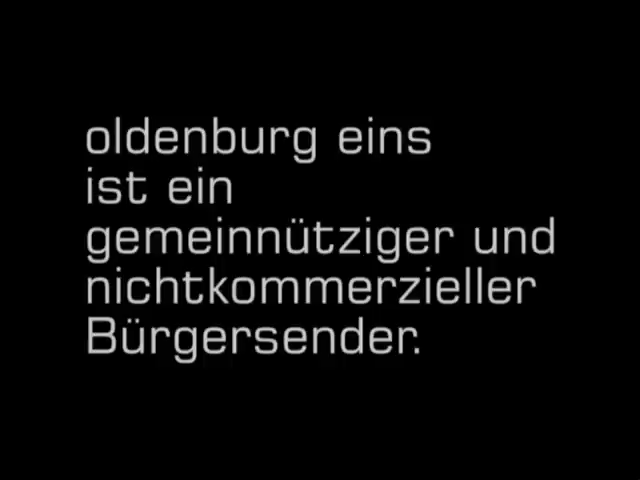 oldenburg eins
ist ein
gemeinnütziger und
nichtkommerzieller
Bürgersender.